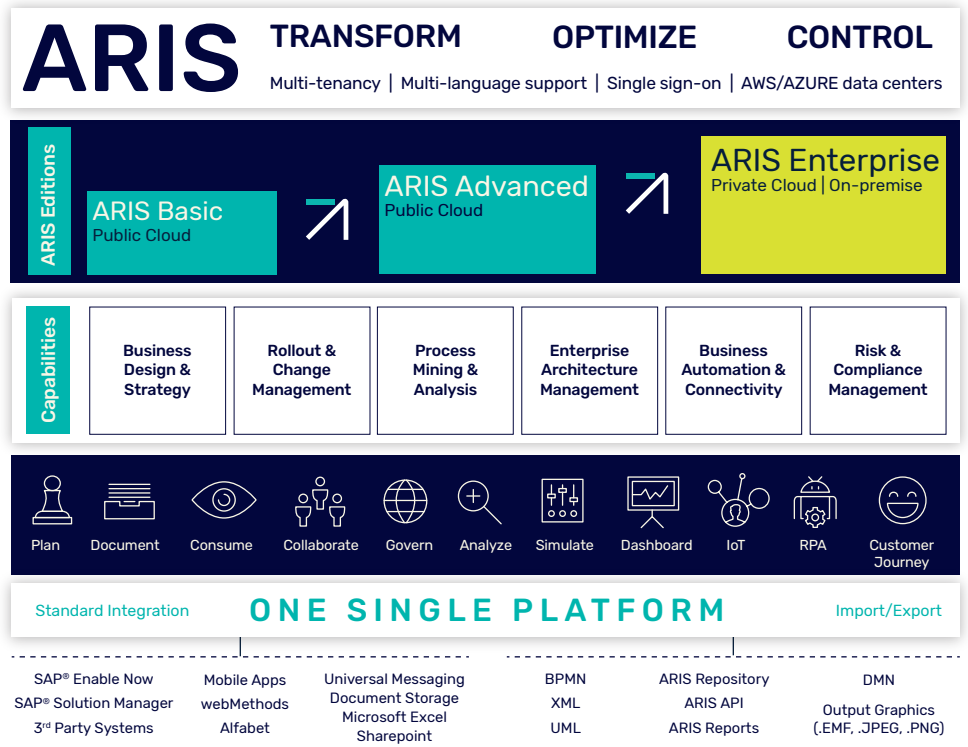 ARIS
TRANSFORM OPTIMIZE CONTROL
Multi-tenancy | Multi-language support | Single sign-on | AWS/AZURE data centers
ARIS Editions
ARIS Basic
Public Cloud
ARIS Advanced
Public Cloud
ARIS Enterprise
Private Cloud | On-premise
Capabilities
Business
Design &
Strategy
Rollout &
Change
Management
Process
Mining &
Analysis
Enterprise
Architecture
Management
Business
Automation &
Connectivity
Risk &
Compliance
Management
Plan
Document
Consume
Collaborate
Govern
Analyze
Simulate
Dashboard
IoT
RPA
Customer
Journey
Standard Integration
ONE SINGLE PLATFORM
Import/Export
SAP® Enable Now
SAP® Solution Manager
3rd Party Systems
Mobile Apps
webMethods
Alfabet
Universal Messaging
Document Storage
Microsoft Excel
Sharepoint
BPMN
XML
UML
ARIS Repository
ARIS API
ARIS Reports
DMN
Output Graphics
(.EMF, .JPEG, .PNG)